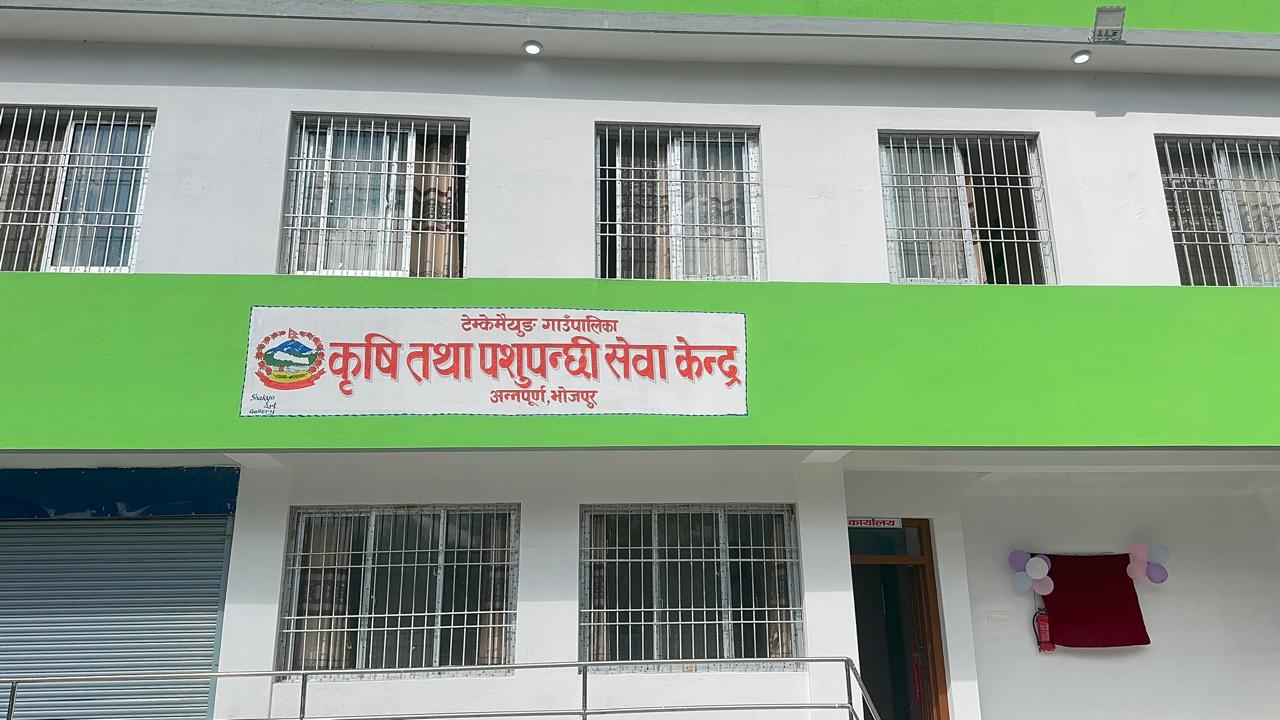 टेम्केमैयुङ गाउँपालिका
कृषि तथा पशुपन्छी सेवा केन्द्र
अन्नपूर्ण, भोजपुर
Shakya
Art
Gallery
कार्यालय